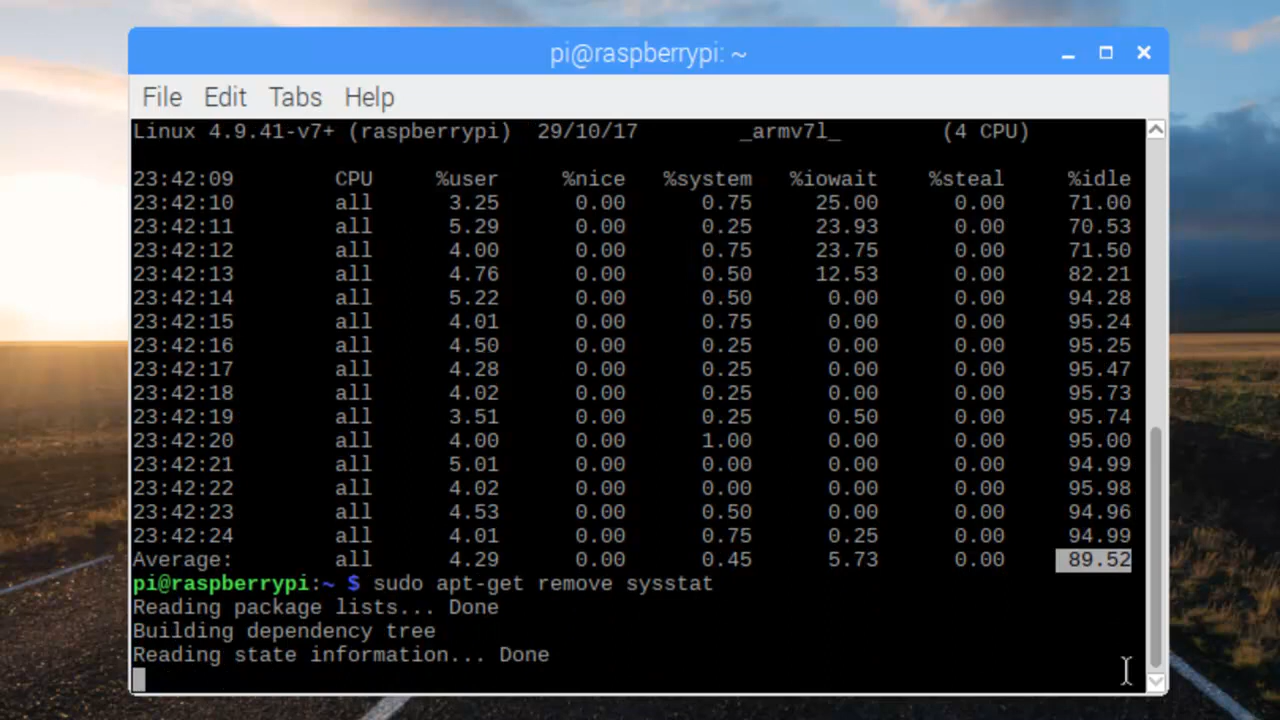 pi@raspberrypi: ~
File Edit Tabs Help
Linux 4.9.41-v7+ (raspberrypi) 29/10/17 _armv7l_ (4 CPU)
23:42:09 CPU %user %nice %system %iowait %steal %idle
23:42:10 all 3.25 0.00 0.75 25.00 0.00 71.00
23:42:11 all 5.29 0.00 0.25 23.93 0.00 70.53
23:42:12 all 4.00 0.00 0.75 23.75 0.00 71.50
23:42:13 all 4.76 0.00 0.50 12.53 0.00 82.21
23:42:14 all 5.22 0.00 0.50 0.00 0.00 94.28
23:42:15 all 4.01 0.00 0.75 0.00 0.00 95.24
23:42:16 all 4.50 0.00 0.25 0.00 0.00 95.25
23:42:17 all 4.28 0.00 0.25 0.00 0.00 95.47
23:42:18 all 4.02 0.00 0.25 0.00 0.00 95.73
23:42:19 all 3.51 0.00 0.25 0.50 0.00 95.74
23:42:20 all 4.00 0.00 1.00 0.00 0.00 95.00
23:42:21 all 5.01 0.00 0.00 0.00 0.00 94.99
23:42:22 all 4.02 0.00 0.00 0.00 0.00 95.98
23:42:23 all 4.53 0.00 0.50 0.00 0.00 94.96
23:42:24 all 4.01 0.00 0.75 0.25 0.00 94.99
Average: all 4.29 0.00 0.45 5.73 0.00 89.52
pi@raspberrypi:~ $ sudo apt-get remove sysstat
Reading package lists... Done
Building dependency tree
Reading state information... Done